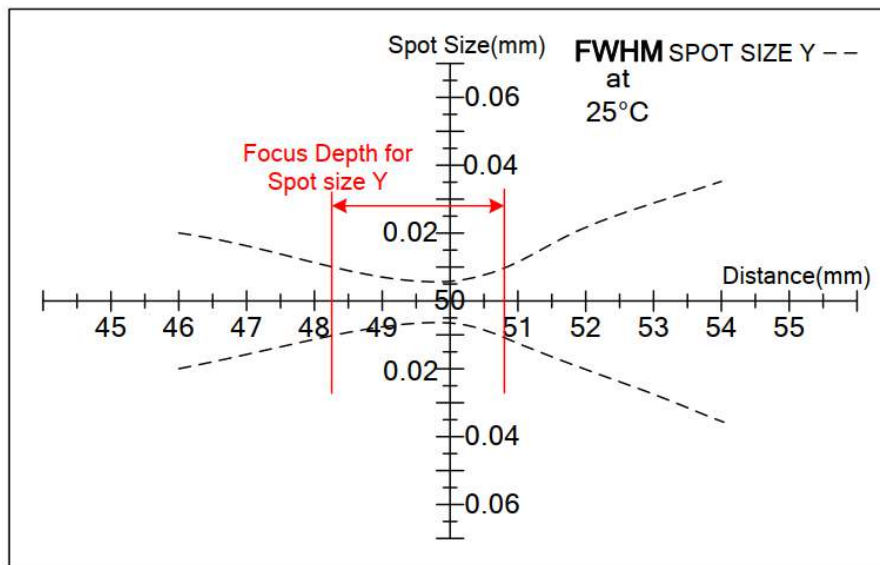 Spot Size(mm)
FWHM SPOT SIZE Y – –
at
25°C
0.06
Focus Depth for
Spot size Y
0.04
0.02
Distance(mm)
50
45 46 47 48 49 51 52 53 54 55
0.02
0.04
0.06